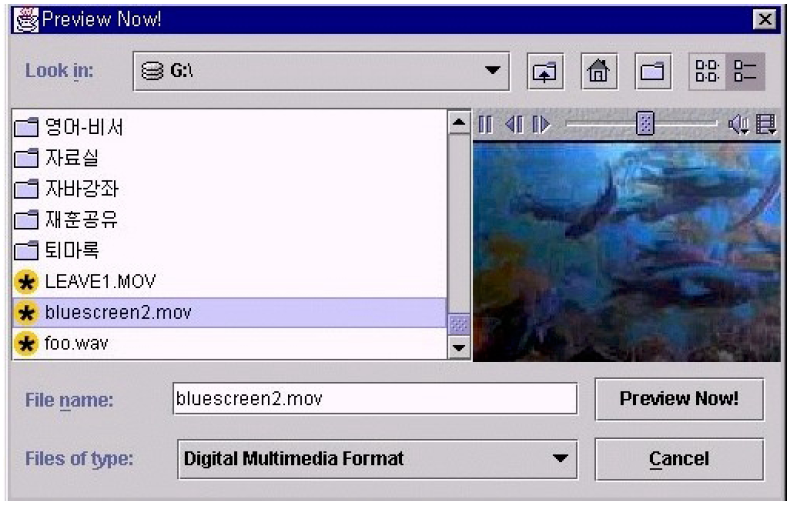 Preview Now!
Look in: G:\
영어-비서
자료실
자바강좌
재훈공유
퇴마록
LEAVE1.MOV
bluescreen2.mov
foo.wav
File name: bluescreen2.mov Preview Now!
Files of type: Digital Multimedia Format Cancel